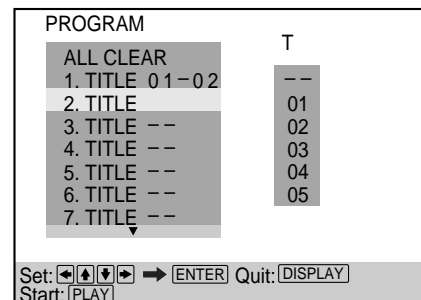 PROGRAM
T
ALL CLEAR
1. TITLE 01–02
2. TITLE
3. TITLE – –
4. TITLE – –
5. TITLE – –
6. TITLE – –
7. TITLE – –
– –
01
02
03
04
05
Set: ← ↑ ↓ → ➡ ENTER Quit: DISPLAY
Start: PLAY